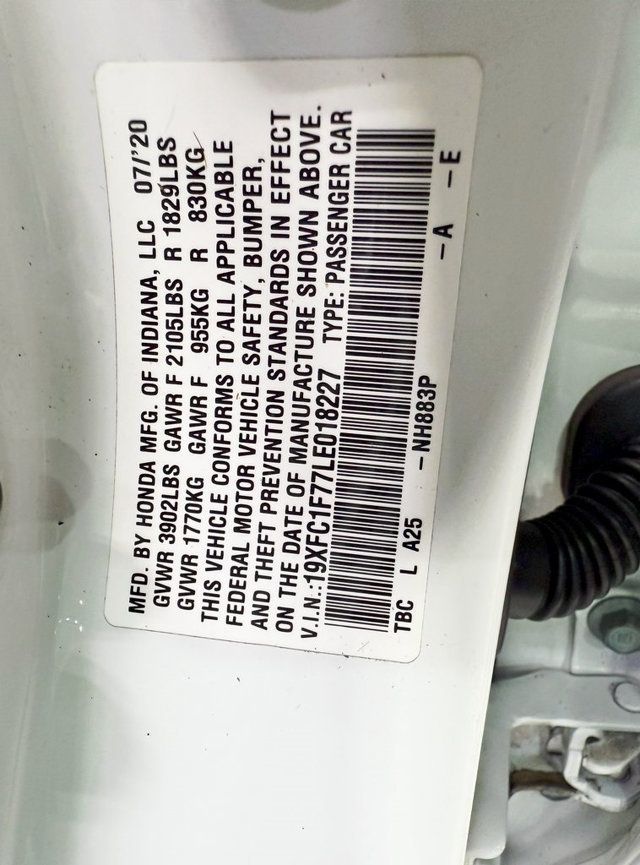 MFD. BY HONDA MFG. OF INDIANA, LLC 07/'20
GVWR 3902LBS GAWR F 2105LBS R 1829LBS
GVWR 1770KG GAWR F 955KG R 830KG
THIS VEHICLE CONFORMS TO ALL APPLICABLE
FEDERAL MOTOR VEHICLE SAFETY, BUMPER,
AND THEFT PREVENTION STANDARDS IN EFFECT
ON THE DATE OF MANUFACTURE SHOWN ABOVE.
V.I.N.:19XFC1F77LE018227 TYPE: PASSENGER CAR
TBC L A25 -NH883P -A -E